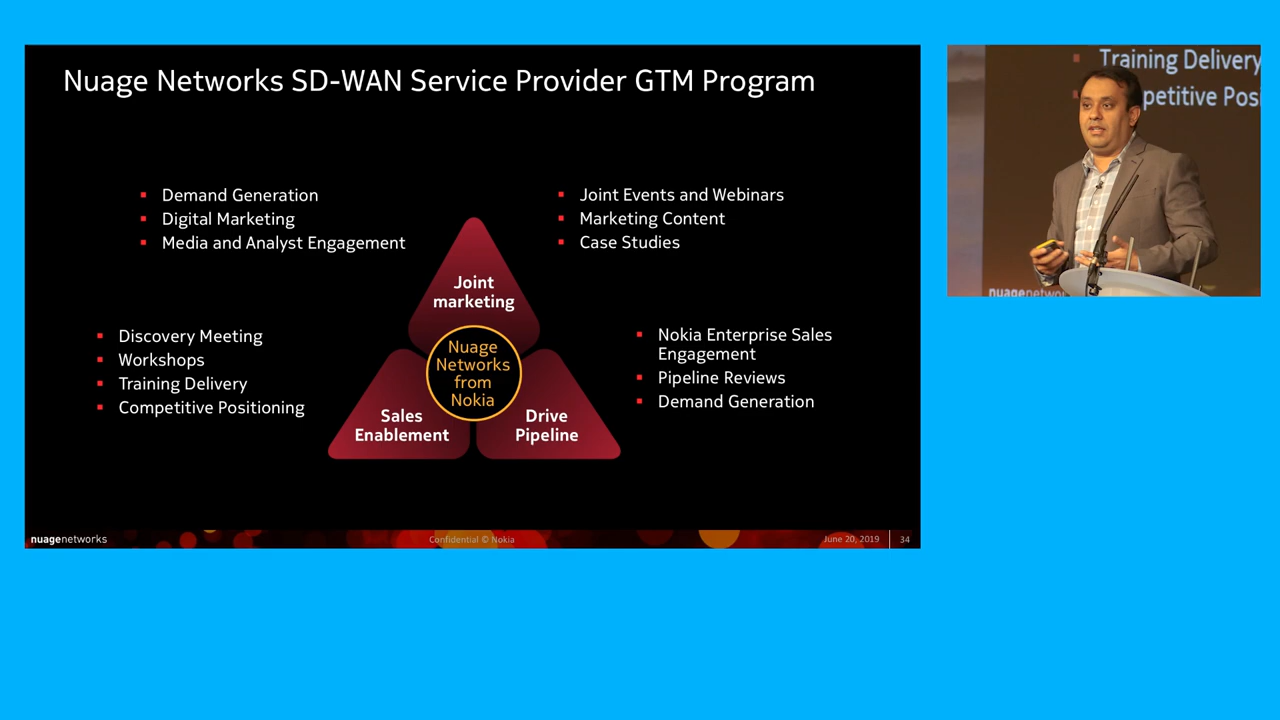 Nuage Networks SD-WAN Service Provider GTM Program
Demand Generation
Digital Marketing
Media and Analyst Engagement
Joint Events and Webinars
Marketing Content
Case Studies
Joint
marketing
Discovery Meeting
Workshops
Training Delivery
Competitive Positioning
Nuage
Networks
from
Nokia
Nokia Enterprise Sales
Engagement
Pipeline Reviews
Demand Generation
Sales
Enablement
Drive
Pipeline
nuagenetworks
Confidential © Nokia
June 20, 2019
34
Training Delivery
petitive Posi
nuagenetwo